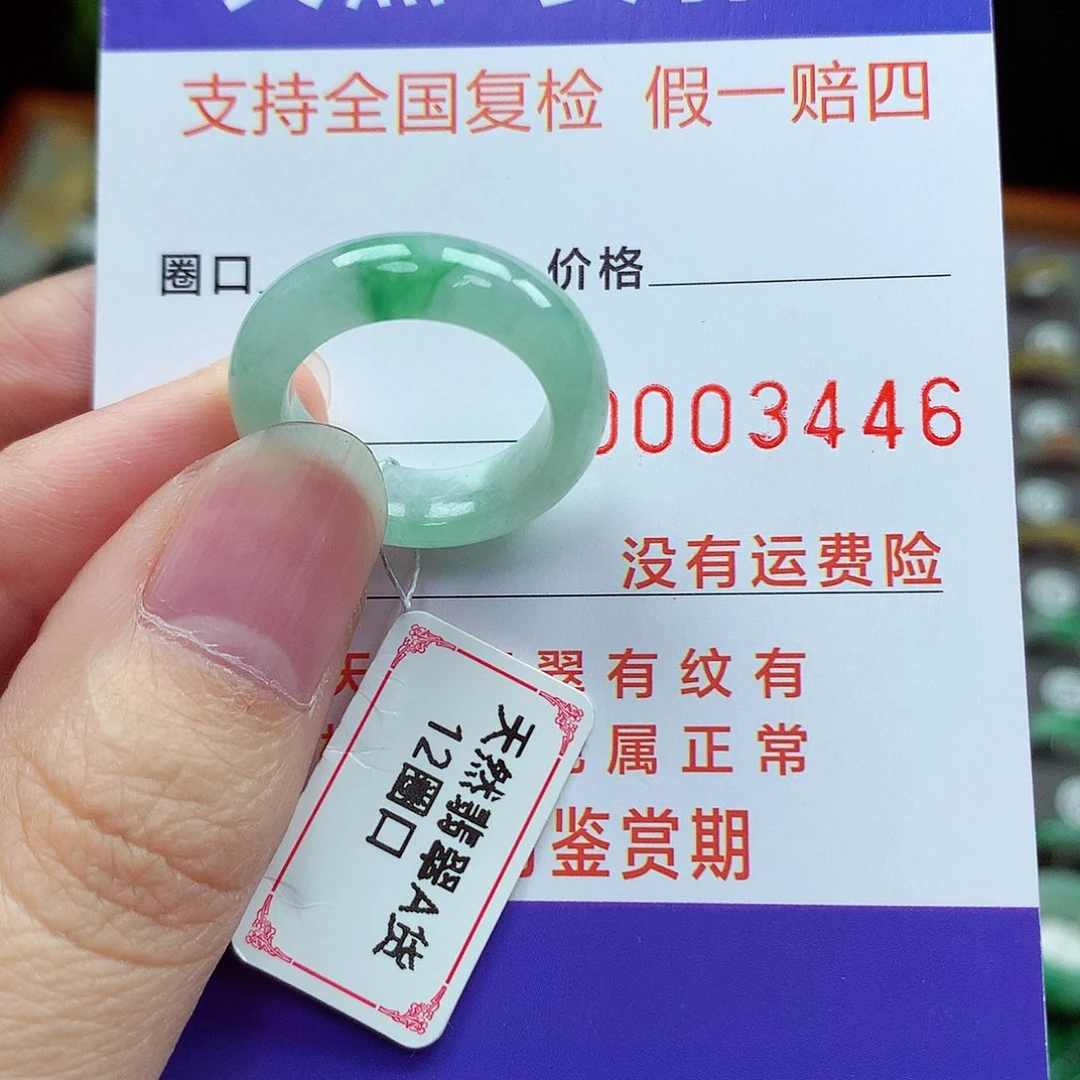 支持全国复检 假一赔四
圈口 价格
0003446
没有运费险
天 翠有纹有
属正常
鉴赏期
天然翡翠A货
12圈口